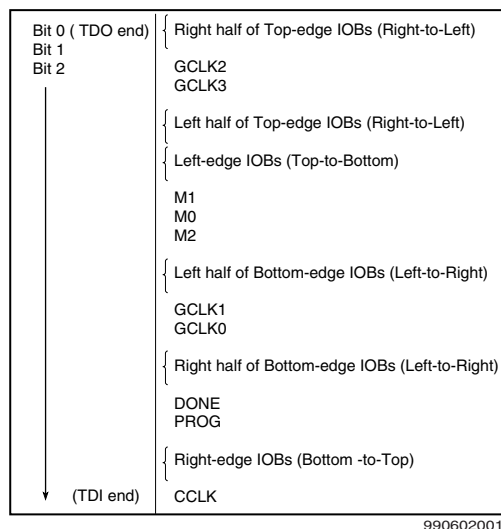 Bit 0 ( TDO end)
Bit 1
Bit 2
Right half of Top-edge IOBs (Right-to-Left)
GCLK2
GCLK3
Left half of Top-edge IOBs (Right-to-Left)
Left-edge IOBs (Top-to-Bottom)
M1
M0
M2
Left half of Bottom-edge IOBs (Left-to-Right)
GCLK1
GCLK0
Right half of Bottom-edge IOBs (Left-to-Right)
DONE
PROG
Right-edge IOBs (Bottom -to-Top)
(TDI end)
CCLK
990602001